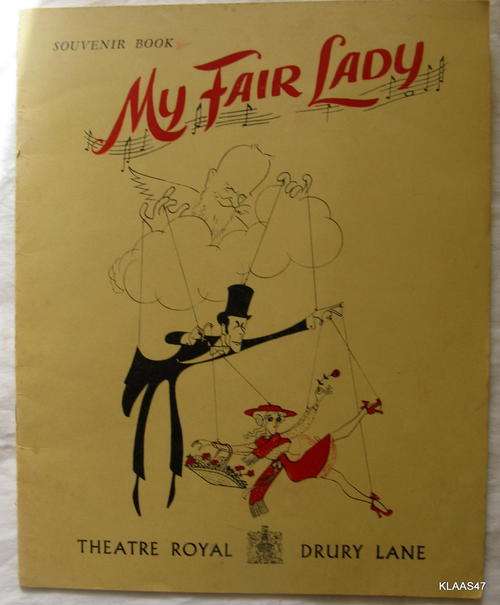 SOUVENIR BOOK
MY FAIR LADY
THEATRE ROYAL DRURY LANE
KLAAS47